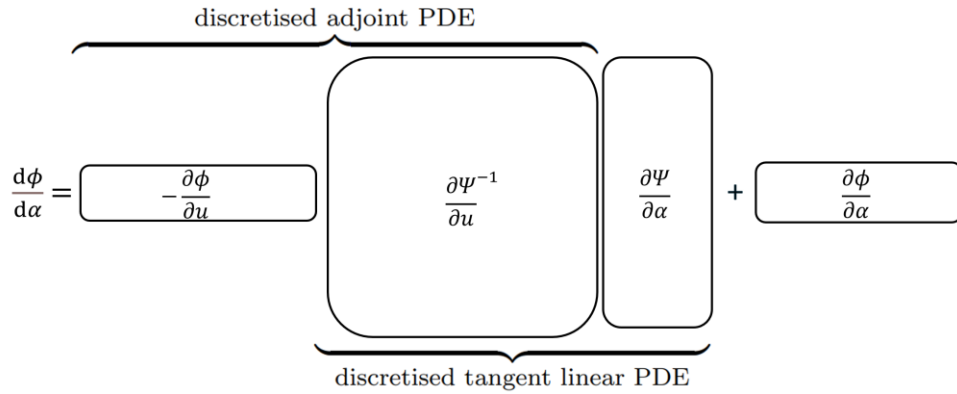 discretised adjoint PDE
dϕ/dα = −∂ϕ/∂u ∂Ψ⁻¹/∂u ∂Ψ/∂α + ∂ϕ/∂α
discretised tangent linear PDE